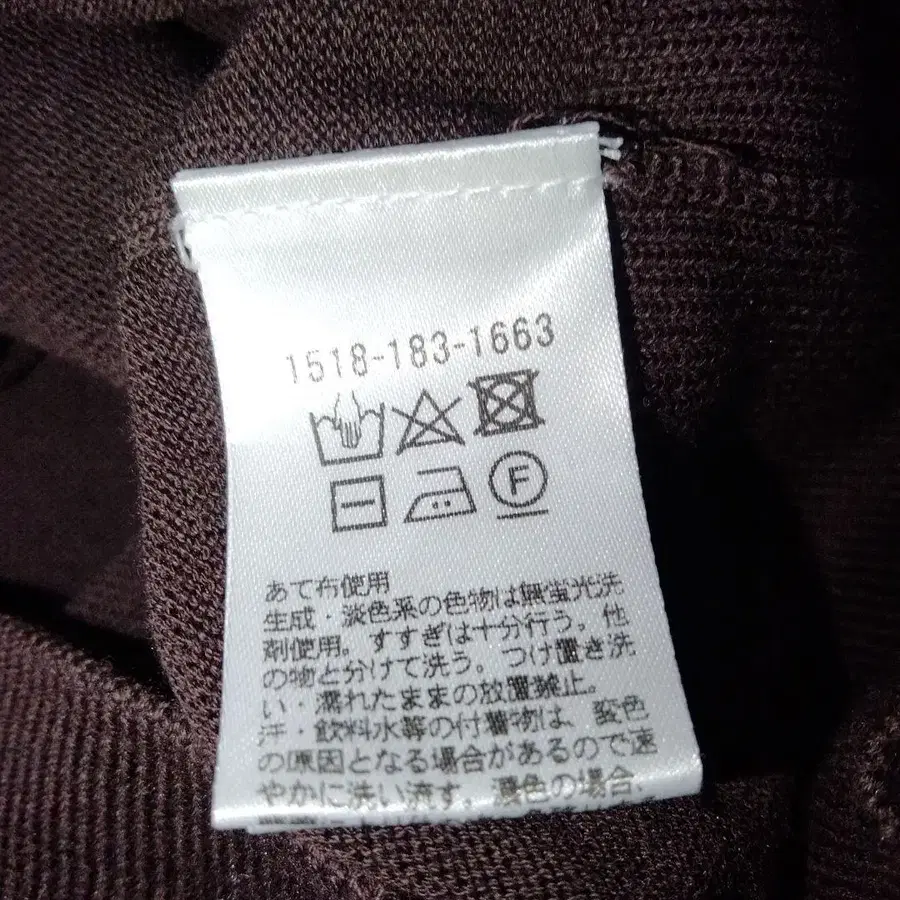 1518-183-1663
F
あて布使用
生成・淡色系の色物は無蛍光洗
剤使用。すすぎは十分行う。他
の物と分けて洗う。つけ置き洗
い・濡れたままの放置禁止。
汗・飲料水等の付着物は、変色
の原因となる場合があるので速
やかに洗い流す。濃色の場合、